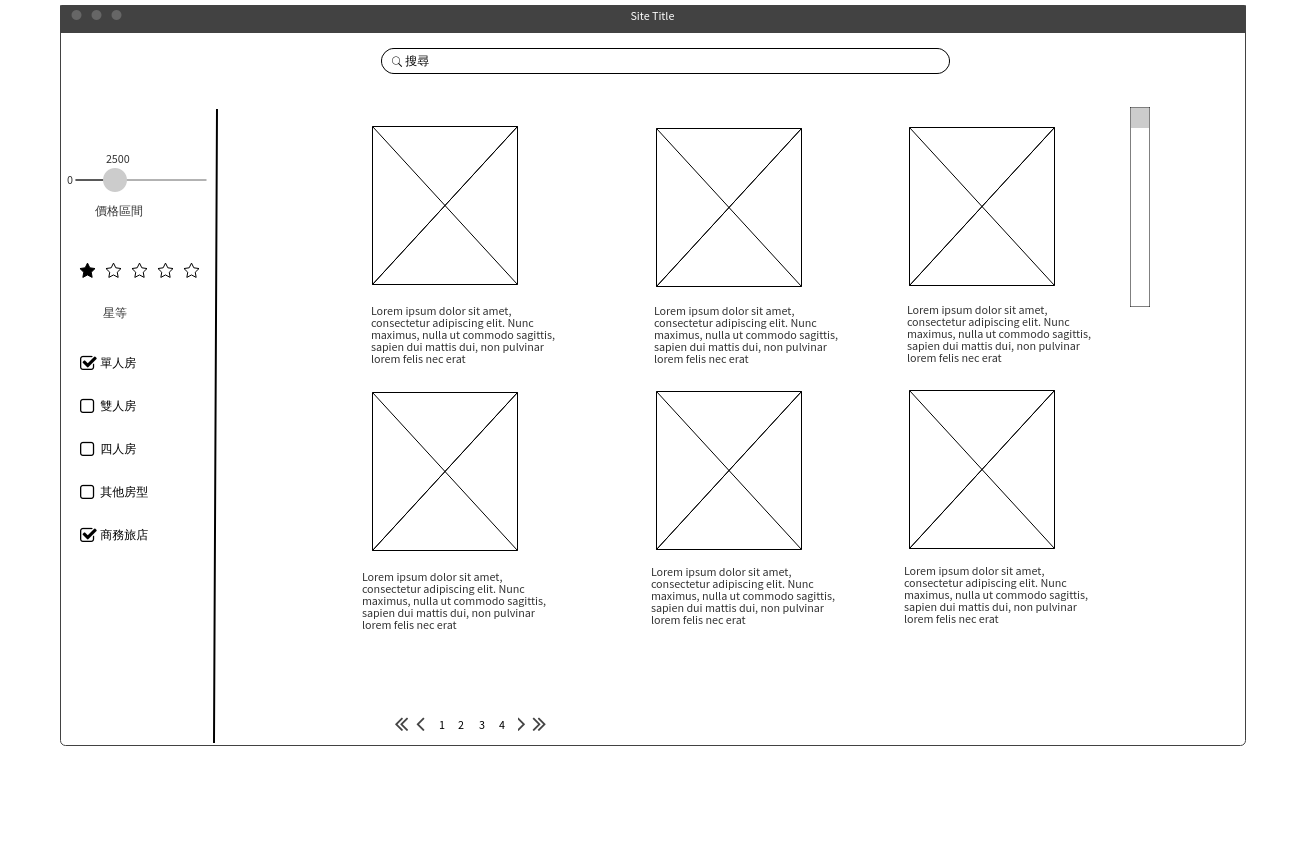 Site Title
搜尋
2500
0
價格區間
星等
單人房
雙人房
四人房
其他房型
商務旅店
Lorem ipsum dolor sit amet,
consectetur adipiscing elit. Nunc
maximus, nulla ut commodo sagittis,
sapien dui mattis dui, non pulvinar
lorem felis nec erat
Lorem ipsum dolor sit amet,
consectetur adipiscing elit. Nunc
maximus, nulla ut commodo sagittis,
sapien dui mattis dui, non pulvinar
lorem felis nec erat
Lorem ipsum dolor sit amet,
consectetur adipiscing elit. Nunc
maximus, nulla ut commodo sagittis,
sapien dui mattis dui, non pulvinar
lorem felis nec erat
Lorem ipsum dolor sit amet,
consectetur adipiscing elit. Nunc
maximus, nulla ut commodo sagittis,
sapien dui mattis dui, non pulvinar
lorem felis nec erat
Lorem ipsum dolor sit amet,
consectetur adipiscing elit. Nunc
maximus, nulla ut commodo sagittis,
sapien dui mattis dui, non pulvinar
lorem felis nec erat
Lorem ipsum dolor sit amet,
consectetur adipiscing elit. Nunc
maximus, nulla ut commodo sagittis,
sapien dui mattis dui, non pulvinar
lorem felis nec erat
1 2 3 4